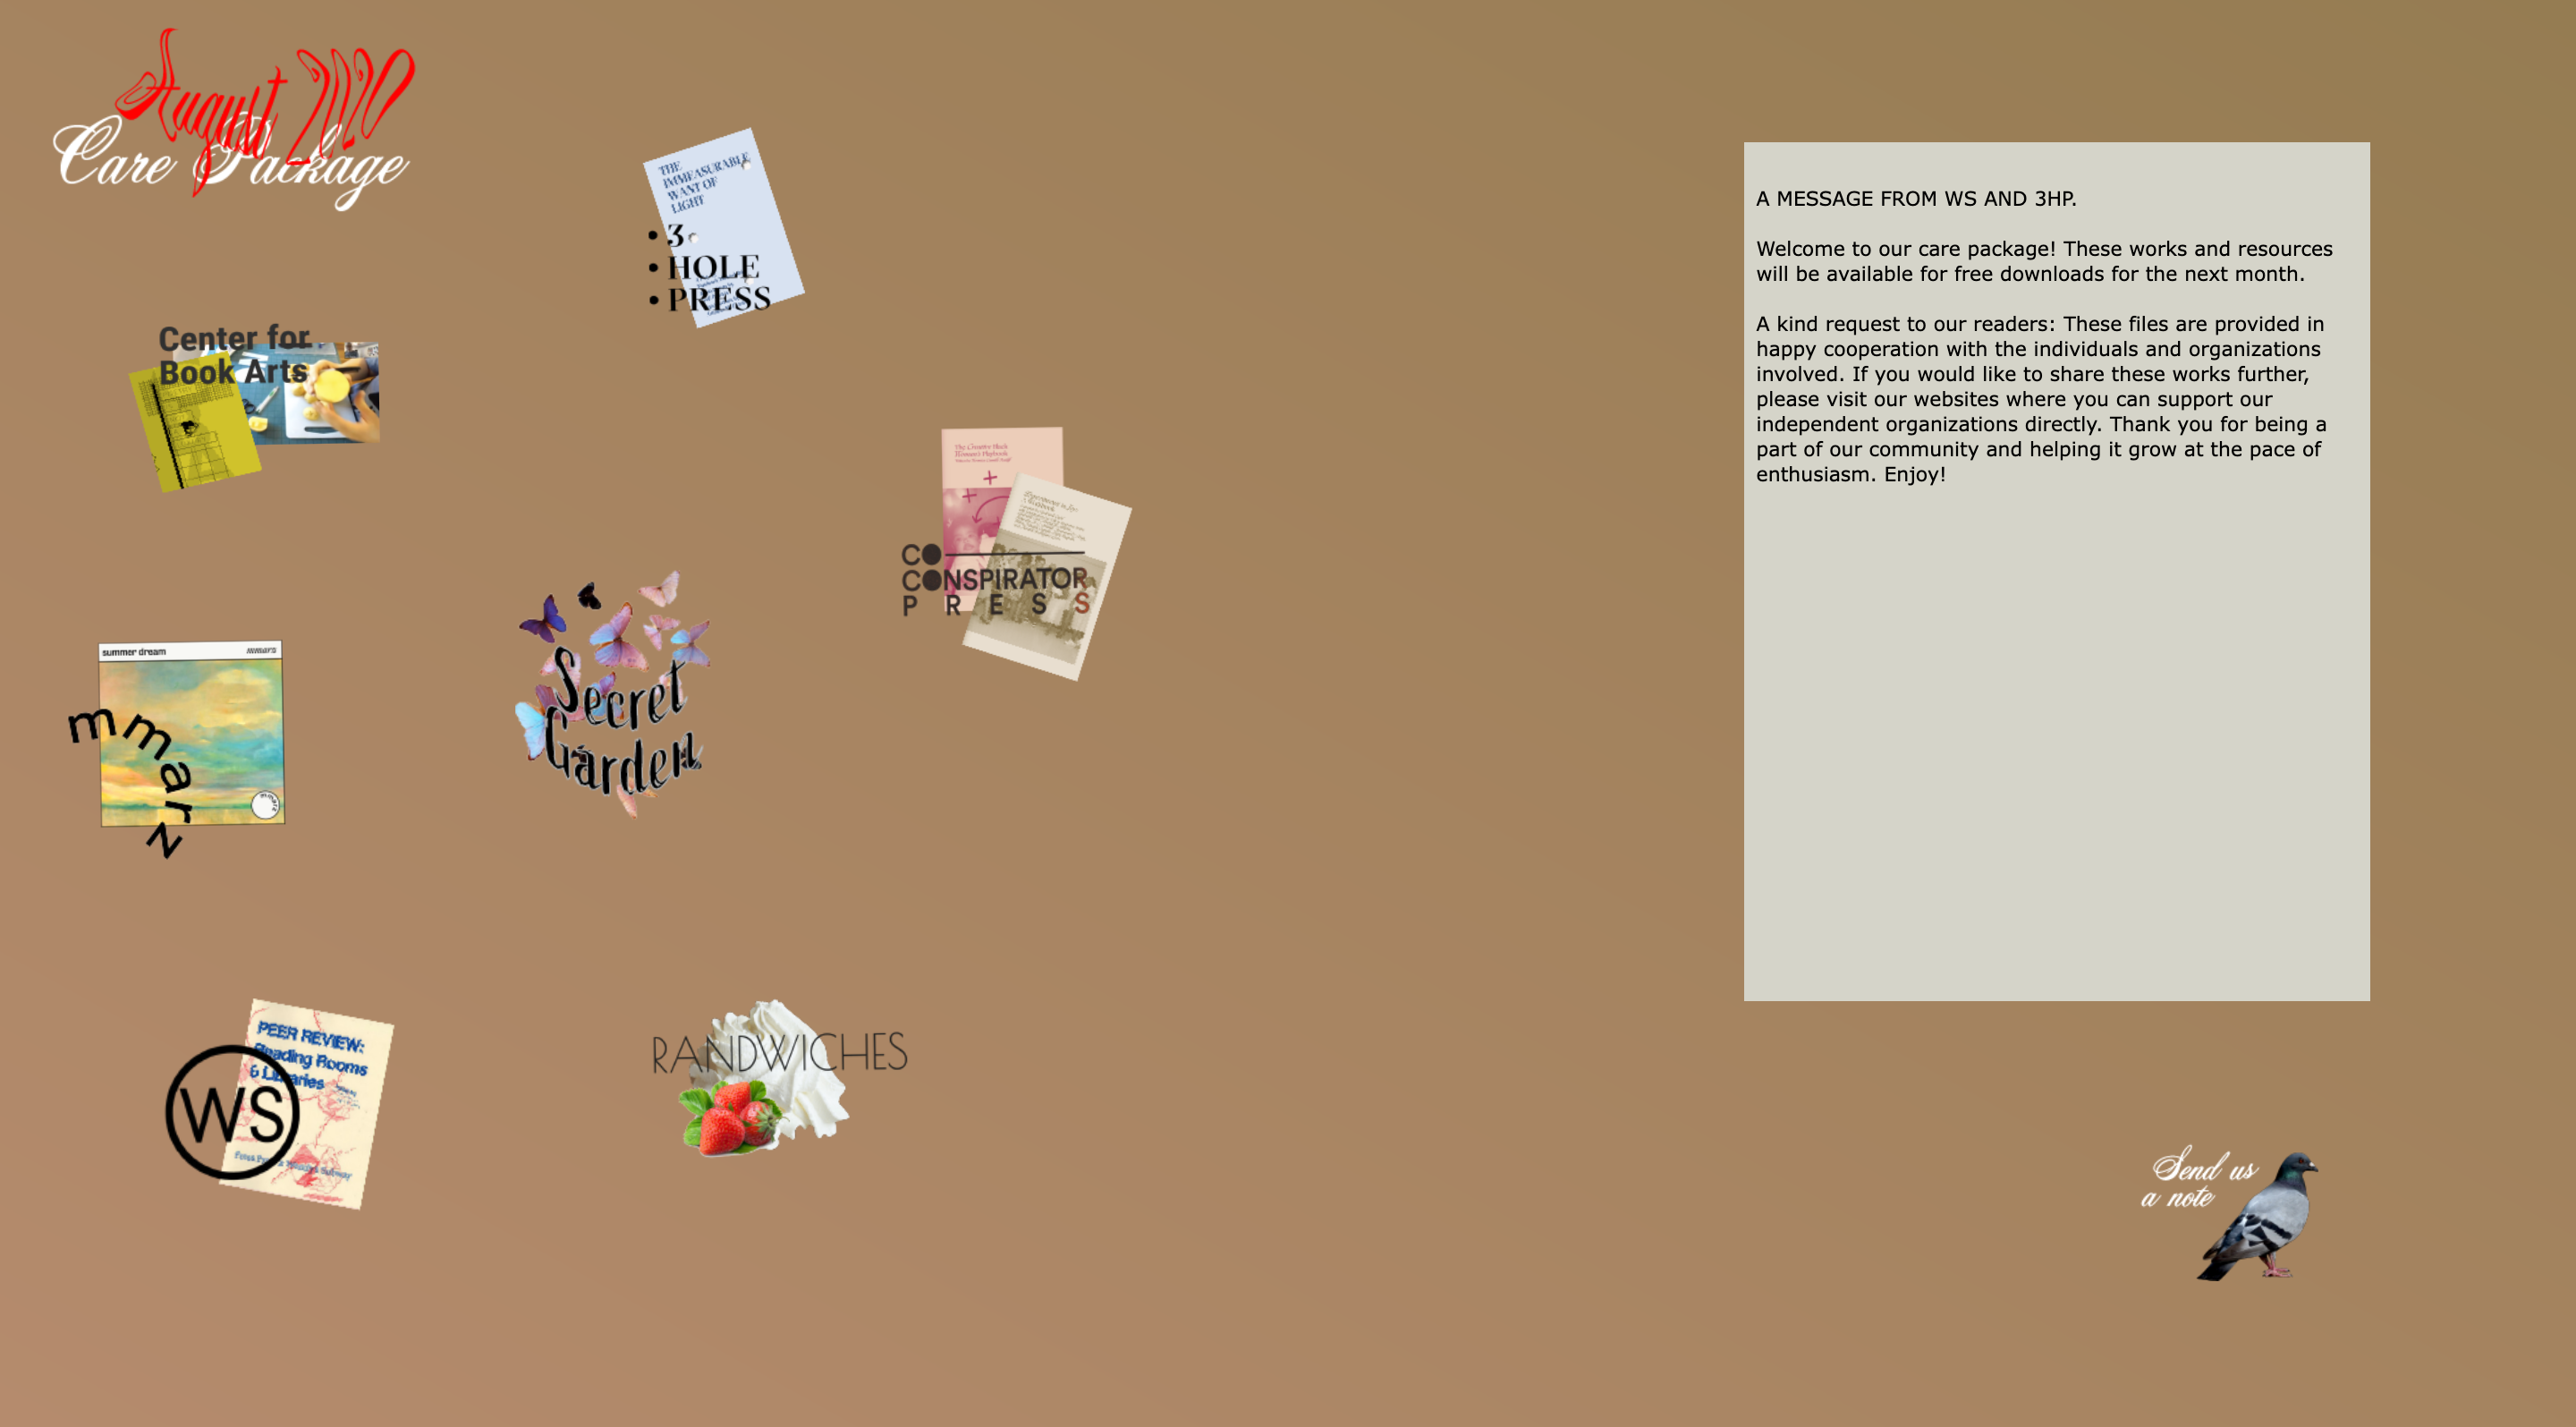 August 2020
Care Package
THE
IMMEASURABLE
WANT OF
LIGHT
• 3
• HOLE
• PRESS
Center for
Book Arts
The Creative Black
Woman's Playbook
CO
CONSPIRATOR
PRESS
summer dream mmarz
mmarz
Secret
Garden
PEER REVIEW:
Reading Rooms
& Libraries
WS
RANDWICHES
A MESSAGE FROM WS AND 3HP.
Welcome to our care package! These works and resources
will be available for free downloads for the next month.
A kind request to our readers: These files are provided in
happy cooperation with the individuals and organizations
involved. If you would like to share these works further,
please visit our websites where you can support our
independent organizations directly. Thank you for being a
part of our community and helping it grow at the pace of
enthusiasm. Enjoy!
Send us
a note